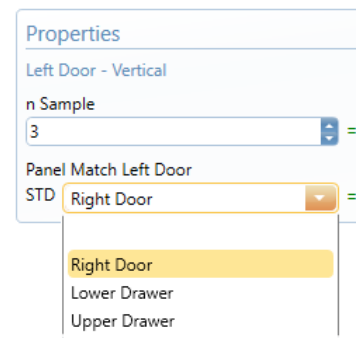 Properties
Left Door - Vertical
n Sample
3 =
Panel Match Left Door
STD Right Door =
Right Door
Lower Drawer
Upper Drawer